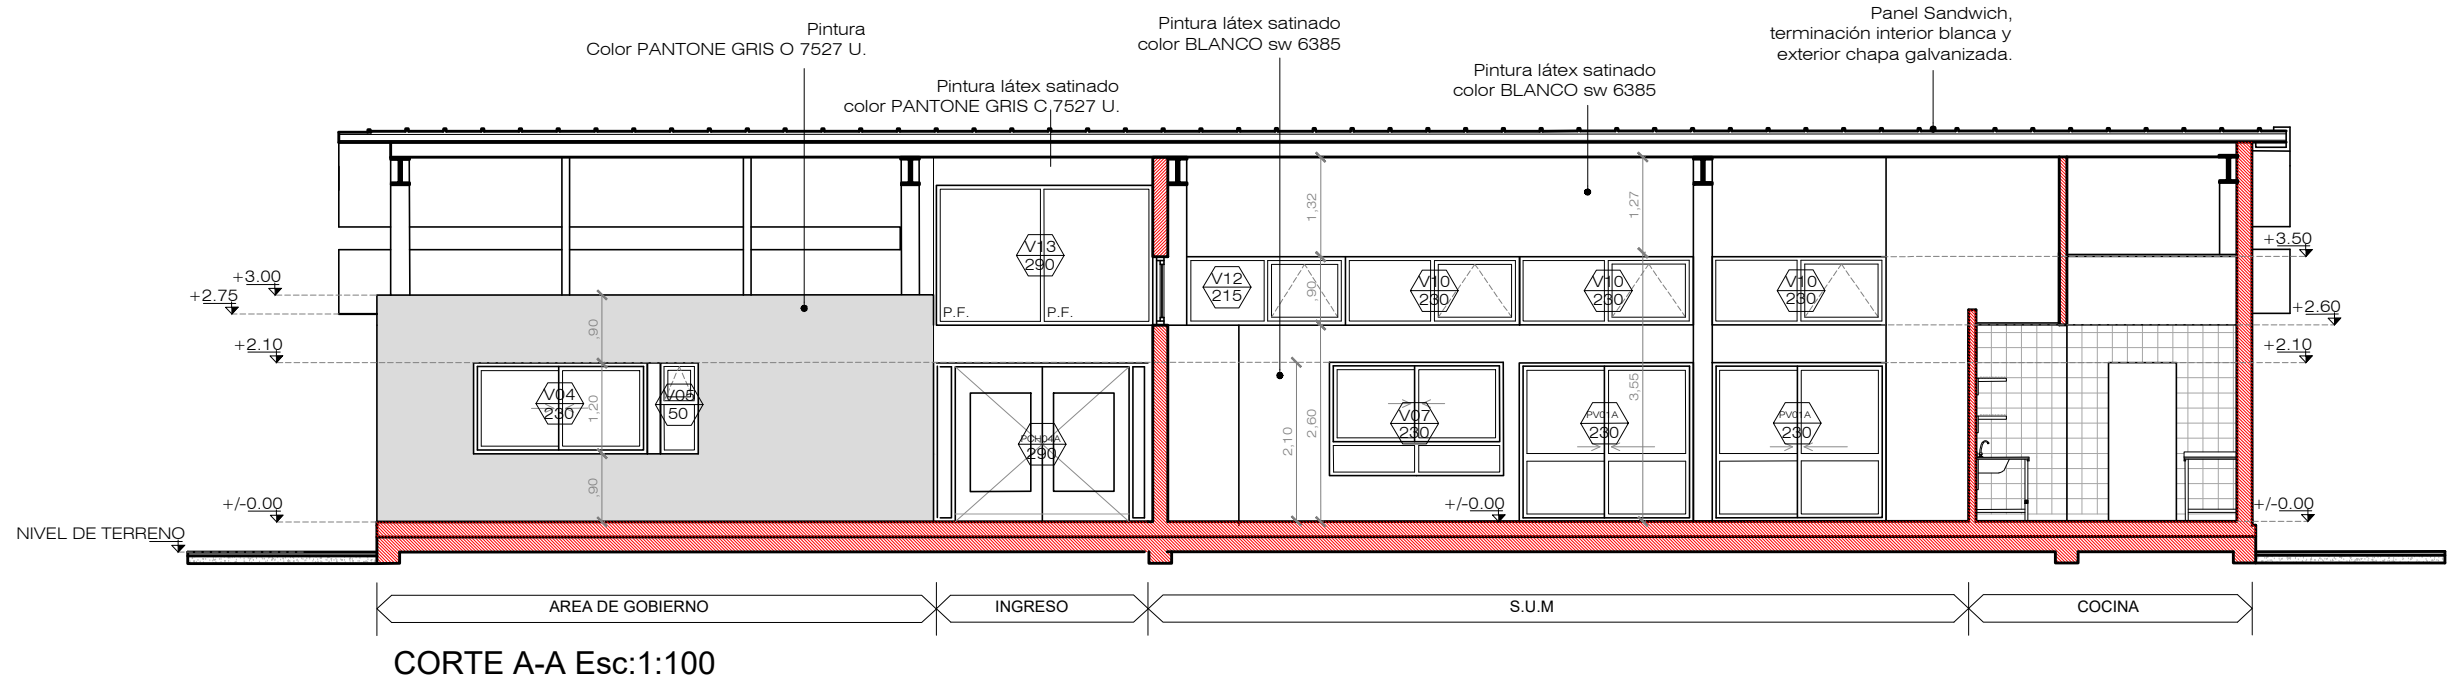 Pintura
Color PANTONE GRIS O 7527 U.
Pintura látex satinado
color PANTONE GRIS C 7527 U.
Pintura látex satinado
color BLANCO sw 6385
Pintura látex satinado
color BLANCO sw 6385
Panel Sandwich,
terminación interior blanca y
exterior chapa galvanizada.
+3.00
+2.75
+2.10
+/-0.00
NIVEL DE TERRENO
,90
1,20
,90
V04
230
V05
50
V13
290
P.F.
P.F.
PCH04A
290
1,32
,90
2,60
2,10
1,27
3,55
V12
215
V10
230
V10
230
V10
230
V07
230
PV01A
230
PV01A
230
+/-0.00
+3.50
+2.60
+2.10
+/-0.00
AREA DE GOBIERNO
INGRESO
S.U.M
COCINA
CORTE A-A Esc:1:100